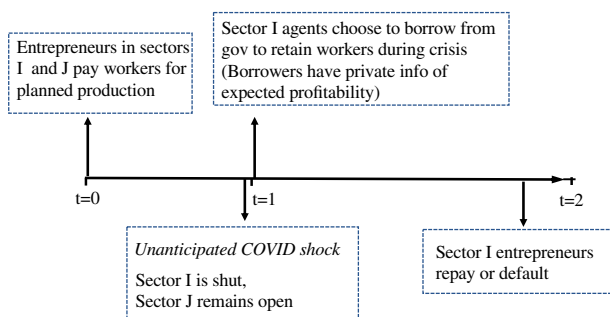 Entrepreneurs in sectors
I and J pay workers for
planned production
Sector I agents choose to borrow from
gov to retain workers during crisis
(Borrowers have private info of
expected profitability)
t=0
t=1
t=2
Unanticipated COVID shock
Sector I is shut,
Sector J remains open
Sector I entrepreneurs
repay or default